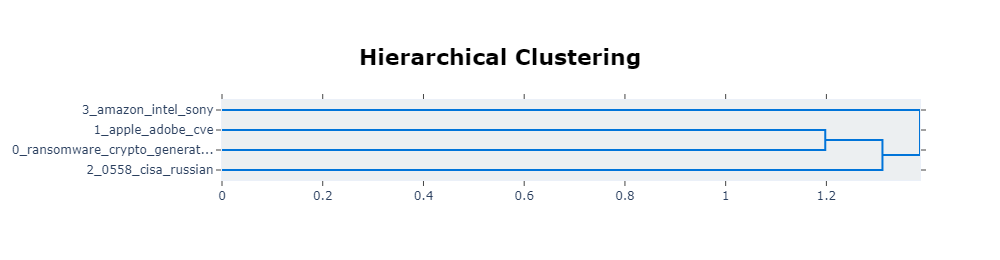 Hierarchical Clustering
3_amazon_intel_sony
1_apple_adobe_cve
0_ransomware_crypto_generat...
2_0558_cisa_russian
0 0.2 0.4 0.6 0.8 1 1.2